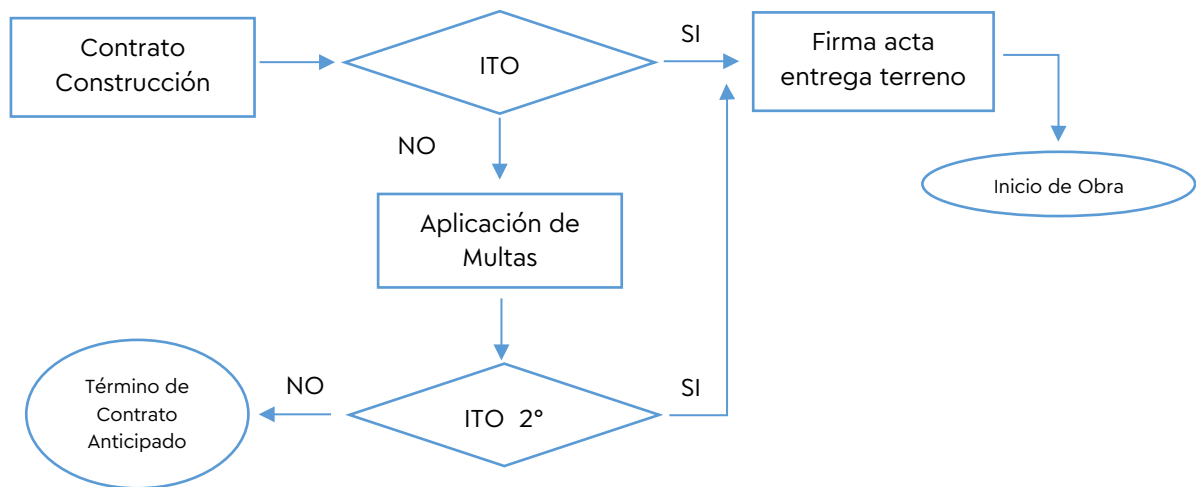 Contrato
Construcción
ITO
SI
Firma acta
entrega terreno
NO
Inicio de Obra
Aplicación de
Multas
Término de
Contrato
Anticipado
NO
ITO 2°
SI